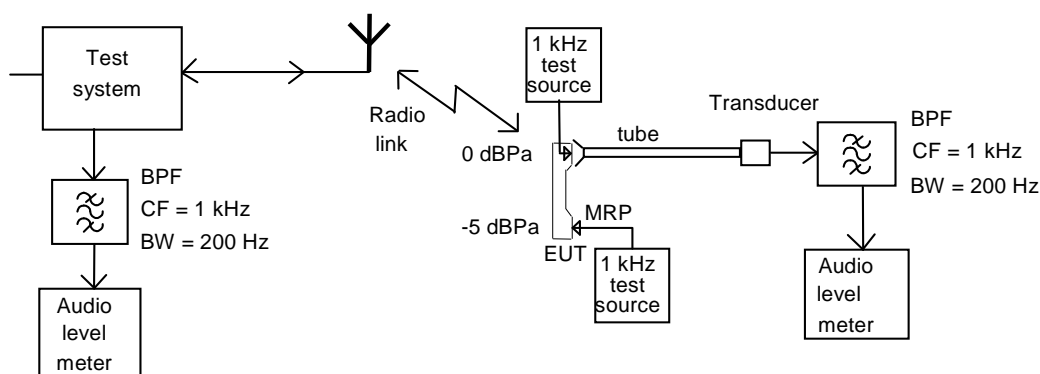 Test
system
Radio
link
1 kHz
test
source
Transducer
tube
0 dBPa
BPF
CF = 1 kHz
BW = 200 Hz
BPF
CF = 1 kHz
BW = 200 Hz
-5 dBPa
MRP
EUT
1 kHz
test
source
Audio
level
meter
Audio
level
meter